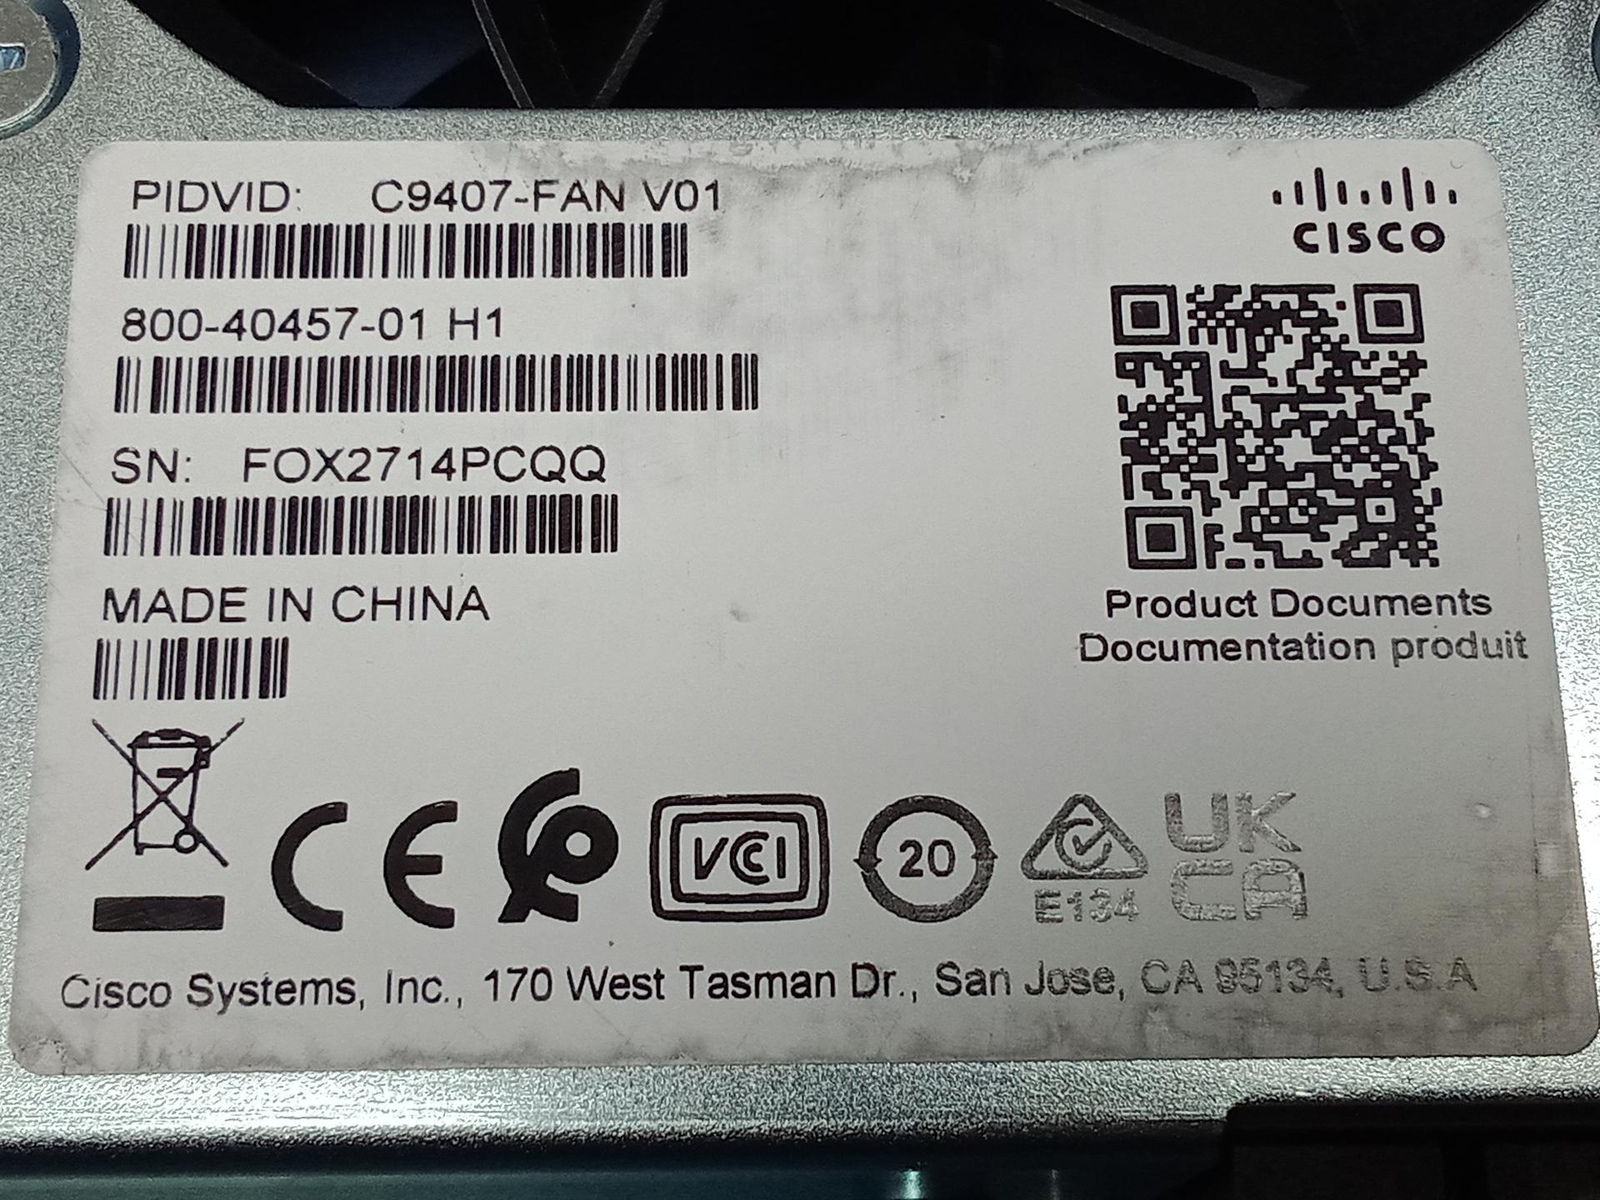 PIDVID: C9407-FAN V01
CISCO
800-40457-01 H1
SN: FOX2714PCQQ
MADE IN CHINA
Product Documents
Documentation produit
CE
VCCI
20
E134
UK
CA
Cisco Systems, Inc., 170 West Tasman Dr., San Jose, CA 95134, U.S.A